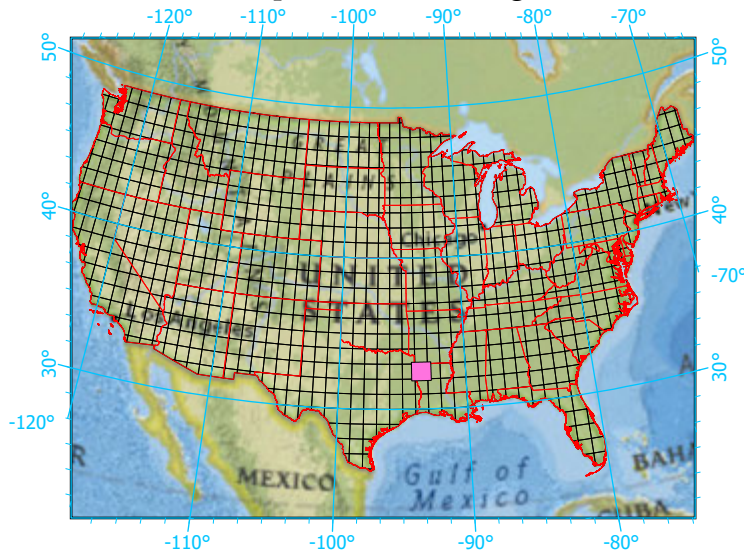 -120° -110° -100° -90° -80° -70°
50° 50°
GREAT
PLAINS
New
40° 40°
Chicago
UNITED
-70°
STATES
Los Angeles
30° 30°
A
-120°
R
MEXICO
Gulf of
Mexico
BAHA
CUBA
-110° -100° -90° -80°